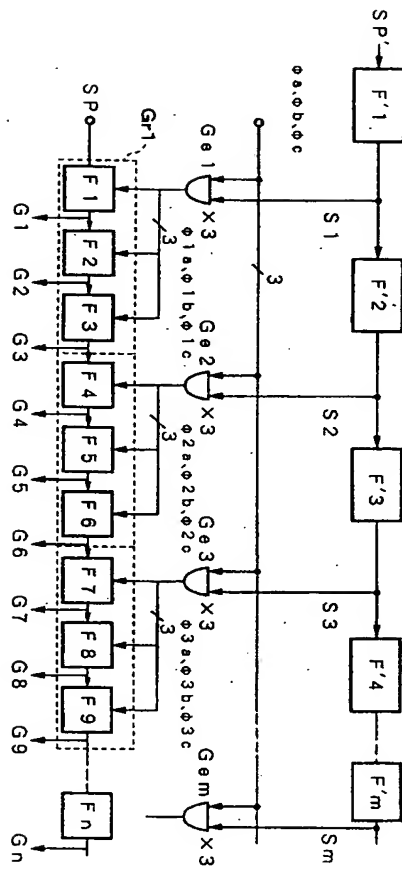 SP'
F'1
F'2
F'3
F'4
F'm
S1
S2
S3
Sm
φa、φb、φc
3
Ge1
×3
Ge2
×3
Ge3
×3
Gem
×3
φ1a、φ1b、φ1c
3
φ2a、φ2b、φ2c
3
φ3a、φ3b、φ3c
3
Gr1
SP
F1
F2
F3
F4
F5
F6
F7
F8
F9
Fn
G1
G2
G3
G4
G5
G6
G7
G8
G9
Gn